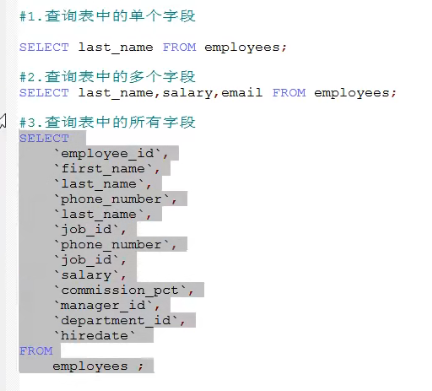 #1.查询表中的单个字段
SELECT last_name FROM employees;
#2.查询表中的多个字段
SELECT last_name,salary,email FROM employees;
#3.查询表中的所有字段
SELECT
`employee_id`,
`first_name`,
`last_name`,
`phone_number`,
`last_name`,
`job_id`,
`phone_number`,
`job_id`,
`salary`,
`commission_pct`,
`manager_id`,
`department_id`,
`hiredate`
FROM
employees ;